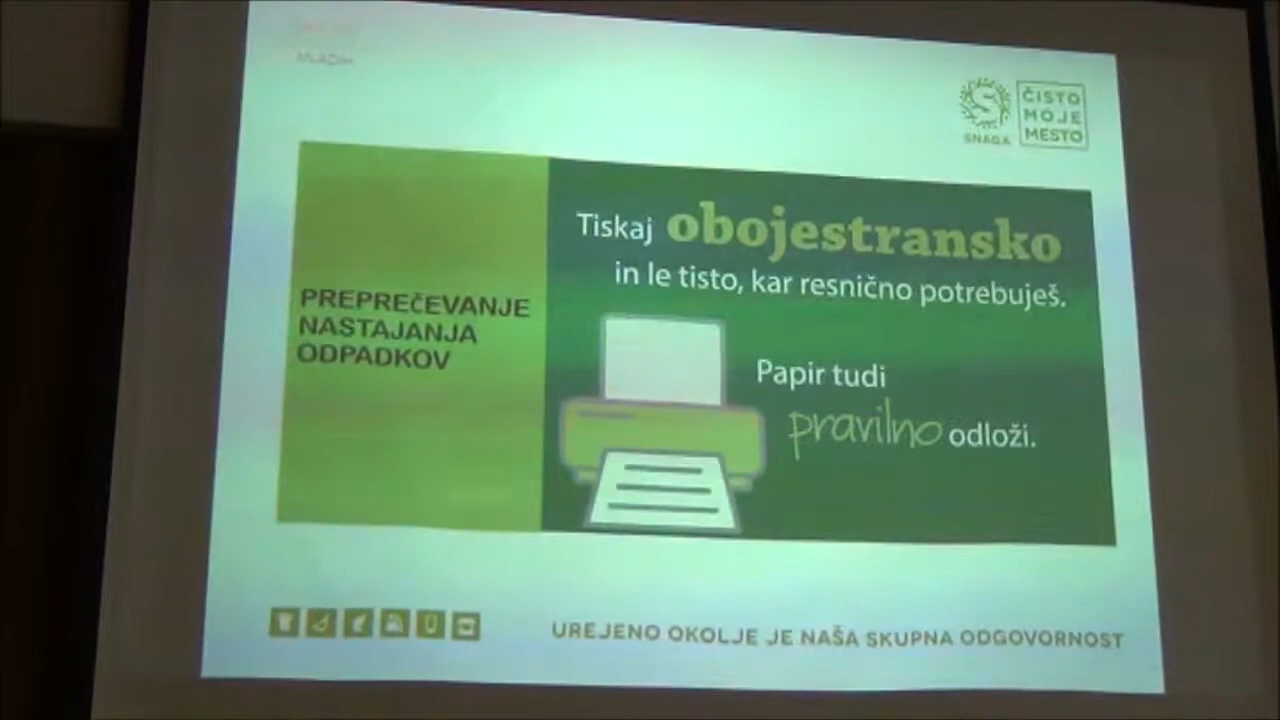 MLADIH
SNAGA
ČISTO
MOJE
MESTO
PREPREČEVANJE
NASTAJANJA
ODPADKOV
Tiskaj obojestransko
in le tisto, kar resnično potrebuješ.
Papir tudi
pravilno odloži.
UREJENO OKOLJE JE NAŠA SKUPNA ODGOVORNOST